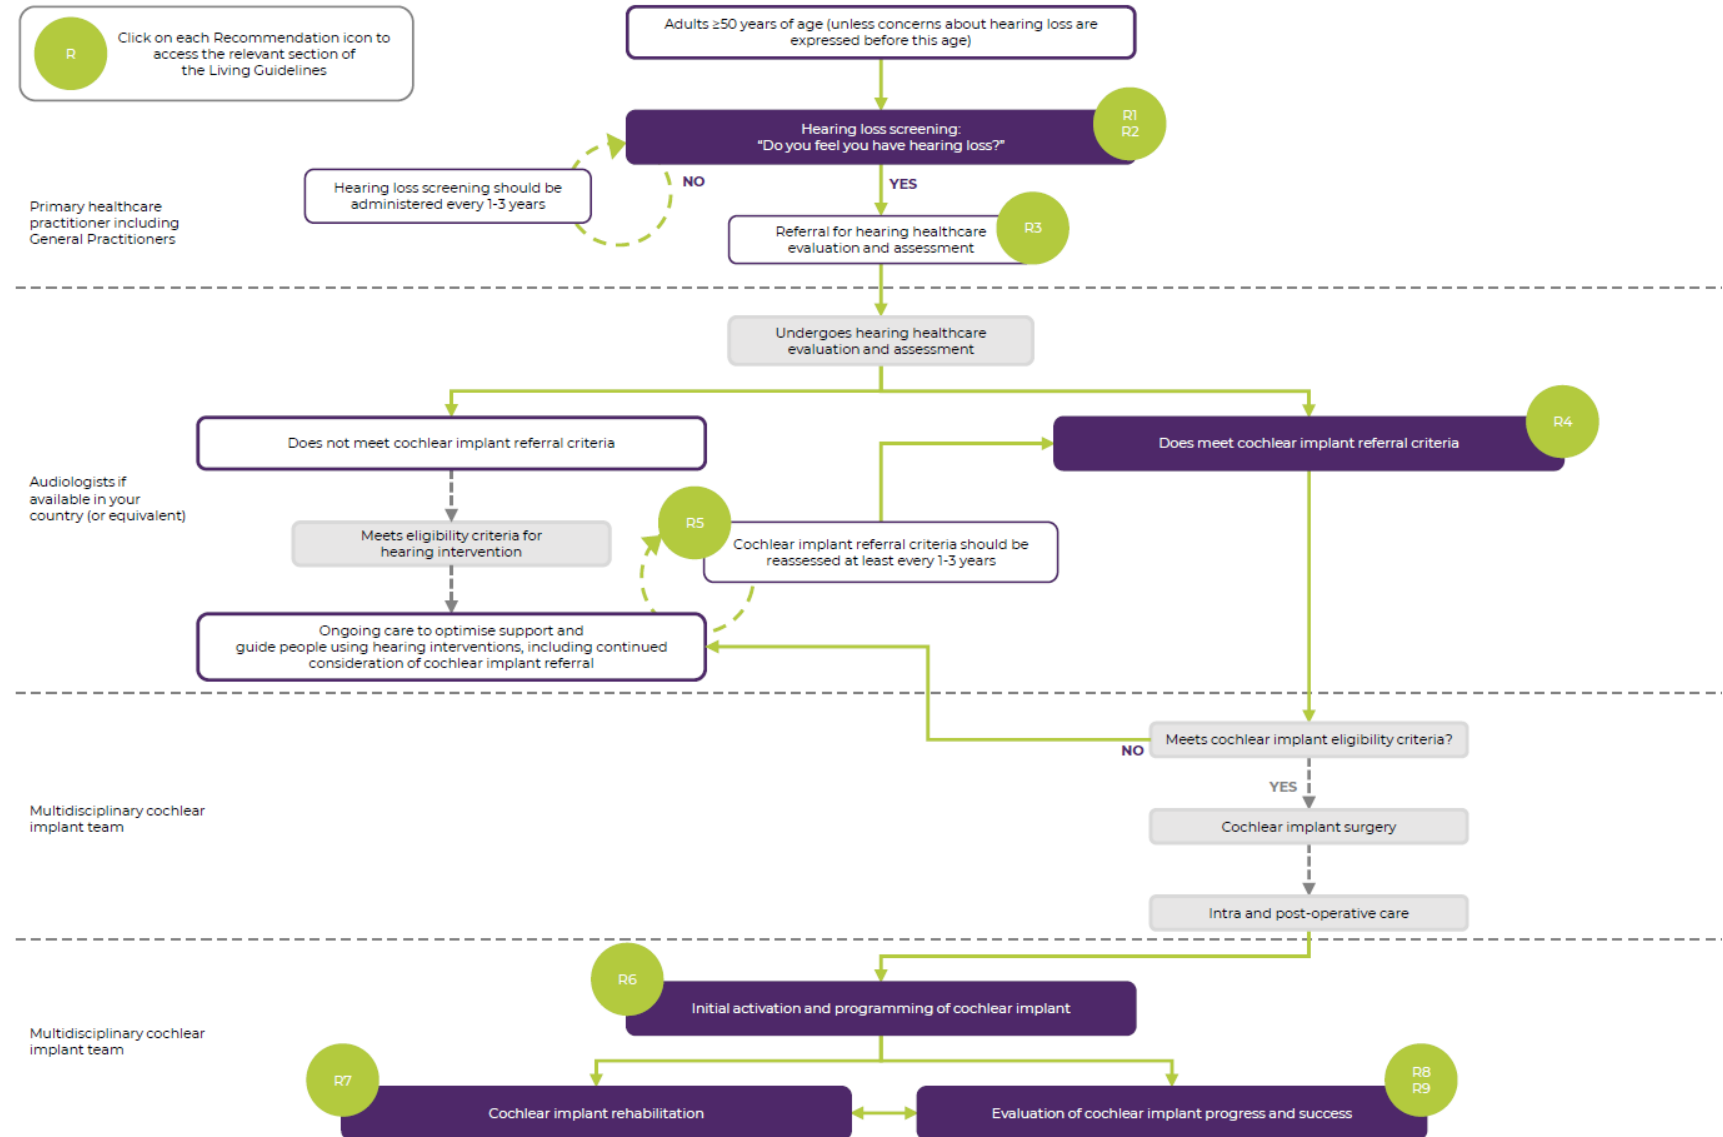 R
Click on each Recommendation icon to
access the relevant section of
the Living Guidelines
Adults ≥50 years of age (unless concerns about hearing loss are
expressed before this age)
Hearing loss screening:
“Do you feel you have hearing loss?”
R1
R2
NO
YES
Hearing loss screening should be
administered every 1-3 years
Primary healthcare
practitioner including
General Practitioners
Referral for hearing healthcare
evaluation and assessment
R3
Undergoes hearing healthcare
evaluation and assessment
Does not meet cochlear implant referral criteria
Does meet cochlear implant referral criteria
R4
Audiologists if
available in your
country (or equivalent)
Meets eligibility criteria for
hearing intervention
R5
Cochlear implant referral criteria should be
reassessed at least every 1-3 years
Ongoing care to optimise support and
guide people using hearing interventions, including continued
consideration of cochlear implant referral
Meets cochlear implant eligibility criteria?
NO
YES
Multidisciplinary cochlear
implant team
Cochlear implant surgery
Intra and post-operative care
R6
Initial activation and programming of cochlear implant
Multidisciplinary cochlear
implant team
R7
Cochlear implant rehabilitation
Evaluation of cochlear implant progress and success
R8
R9